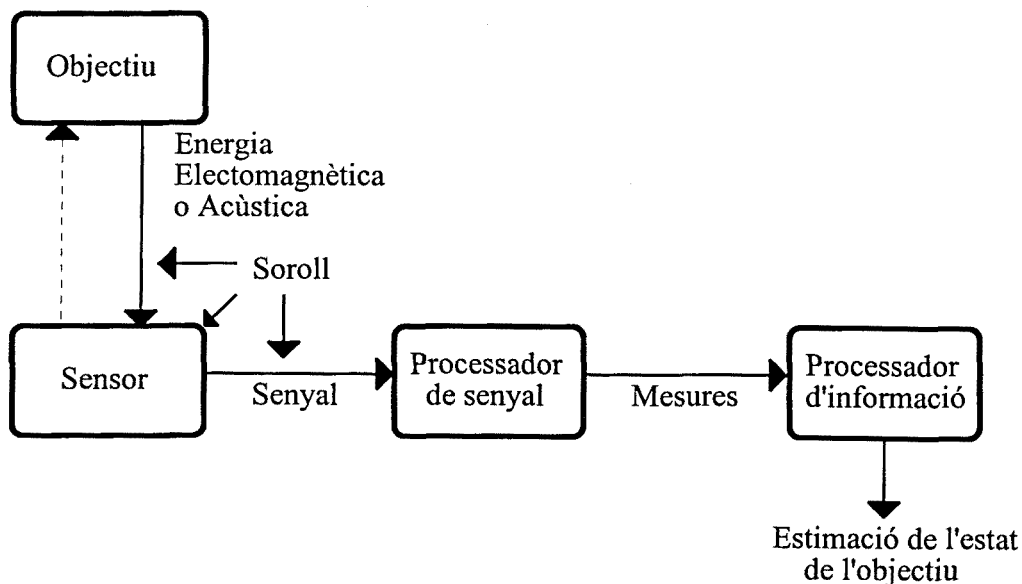 Objectiu
Energia
Electomagnètica
o Acùstica
Soroll
Sensor
Senyal
Processador
de senyal
Mesures
Processador
d'informació
Estimació de l'estat
de l'objectiu